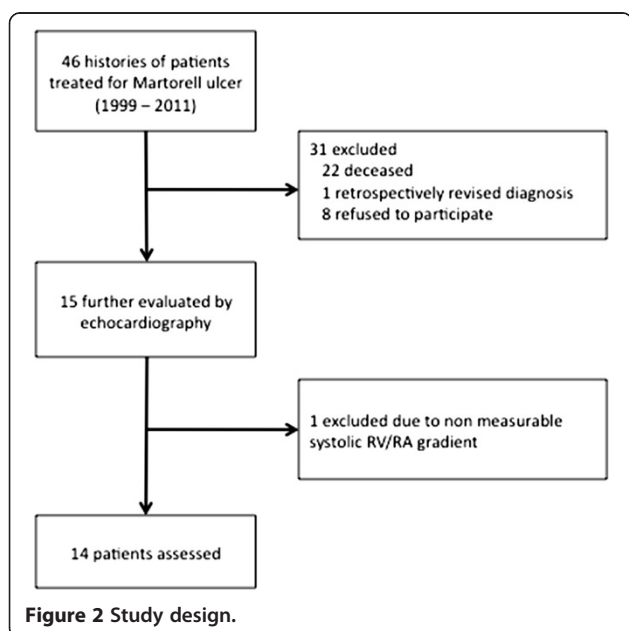 46 histories of patients
treated for Martorell ulcer
(1999 – 2011)
31 excluded
22 deceased
1 retrospectively revised diagnosis
8 refused to participate
15 further evaluated by
echocardiography
1 excluded due to non measurable
systolic RV/RA gradient
14 patients assessed
Figure 2 Study design.